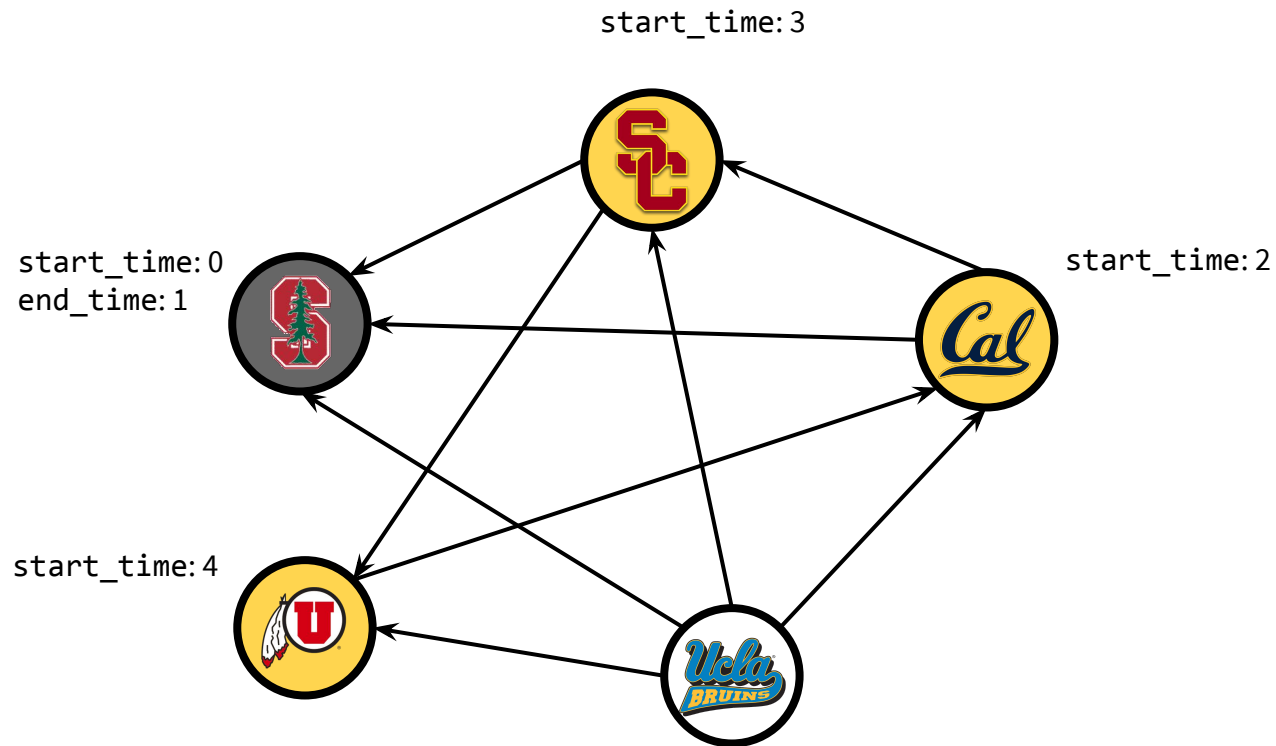 start_time: 3
SC
start_time: 0
end_time: 1
S
start_time: 2
Cal
start_time: 4
U
Ucla
BRUINS